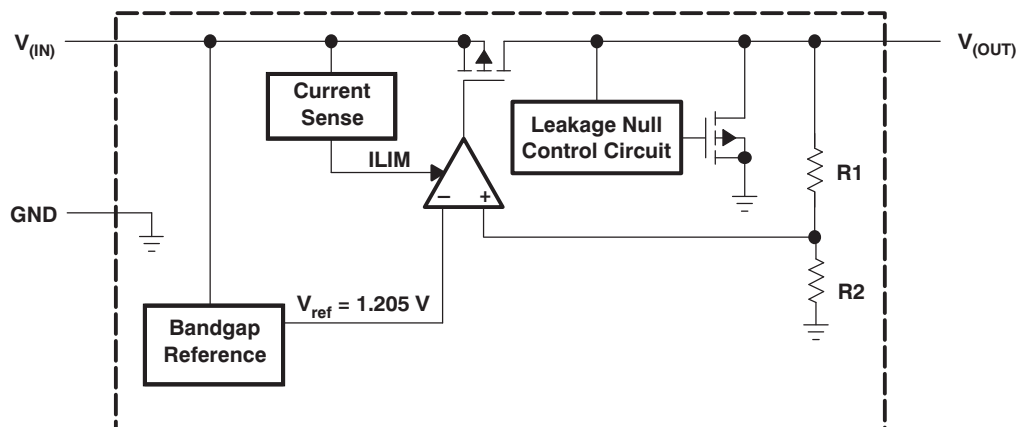 V(IN)
V(OUT)
Current
Sense
Leakage Null
Control Circuit
ILIM
R1
− +
GND
R2
Vref = 1.205 V
Bandgap
Reference